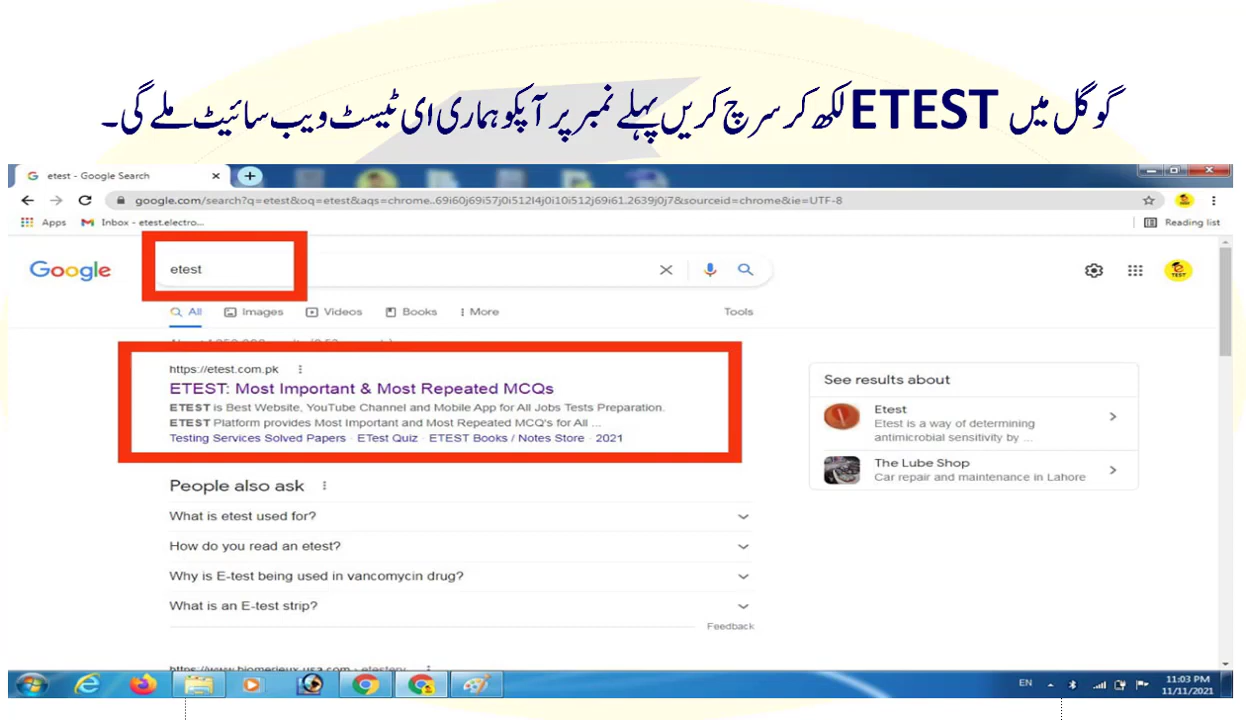 گوگل میں ETEST لکھ کر سرچ کریں پہلے نمبر پر آپکو ہماری ای ٹیسٹ ویب سائیٹ ملے گی۔
etest - Google Search
google.com/search?q=etest&oq=etest&aqs=chrome..69i60j69i57j0i512l4j0i10i512j69i61.2639j0j7&sourceid=chrome&ie=UTF-8
Apps Inbox - etest.electro... Reading list
Google etest
TEST
All Images Videos Books More Tools
https://etest.com.pk
ETEST: Most Important & Most Repeated MCQs
ETEST is Best Website, YouTube Channel and Mobile App for All Jobs Tests Preparation.
ETEST Platform provides Most Important and Most Repeated MCQ's for All ...
Testing Services Solved Papers · ETest Quiz · ETEST Books / Notes Store · 2021
See results about
Etest
Etest is a way of determining
antimicrobial sensitivity by ...
The Lube Shop
Car repair and maintenance in Lahore
People also ask
What is etest used for?
How do you read an etest?
Why is E-test being used in vancomycin drug?
What is an E-test strip?
Feedback
EN
11:03 PM
11/11/2021